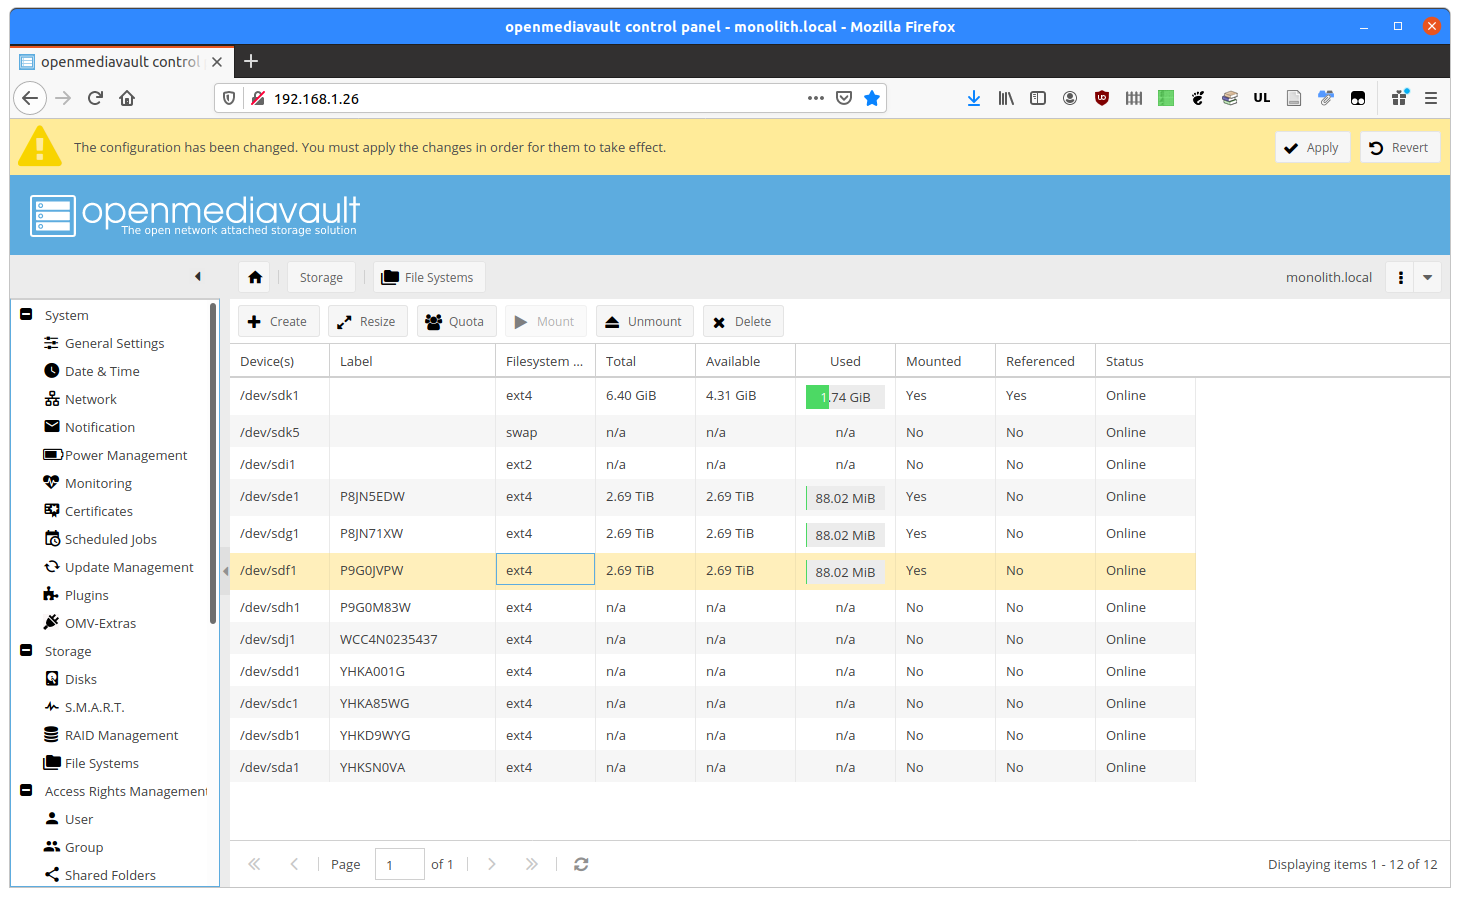 openmediavault control panel - monolith.local - Mozilla Firefox
openmediavault control
192.168.1.26
UL
The configuration has been changed. You must apply the changes in order for them to take effect.
Apply
Revert
openmediavault
The open network attached storage solution
Storage
File Systems
monolith.local
System
General Settings
Date & Time
Network
Notification
Power Management
Monitoring
Certificates
Scheduled Jobs
Update Management
Plugins
OMV-Extras
Storage
Disks
S.M.A.R.T.
RAID Management
File Systems
Access Rights Management
User
Group
Shared Folders
Create Resize Quota Mount Unmount Delete
Device(s) Label Filesystem ... Total Available Used Mounted Referenced Status
/dev/sdk1 ext4 6.40 GiB 4.31 GiB 1.74 GiB Yes Yes Online
/dev/sdk5 swap n/a n/a n/a No No Online
/dev/sdi1 ext2 n/a n/a n/a No No Online
/dev/sde1 P8JN5EDW ext4 2.69 TiB 2.69 TiB 88.02 MiB Yes No Online
/dev/sdg1 P8JN71XW ext4 2.69 TiB 2.69 TiB 88.02 MiB Yes No Online
/dev/sdf1 P9G0JVPW ext4 2.69 TiB 2.69 TiB 88.02 MiB Yes No Online
/dev/sdh1 P9G0M83W ext4 n/a n/a n/a No No Online
/dev/sdj1 WCC4N0235437 ext4 n/a n/a n/a No No Online
/dev/sdd1 YHKA001G ext4 n/a n/a n/a No No Online
/dev/sdc1 YHKA85WG ext4 n/a n/a n/a No No Online
/dev/sdb1 YHKD9WYG ext4 n/a n/a n/a No No Online
/dev/sda1 YHKSN0VA ext4 n/a n/a n/a No No Online
Page 1 of 1
Displaying items 1 - 12 of 12